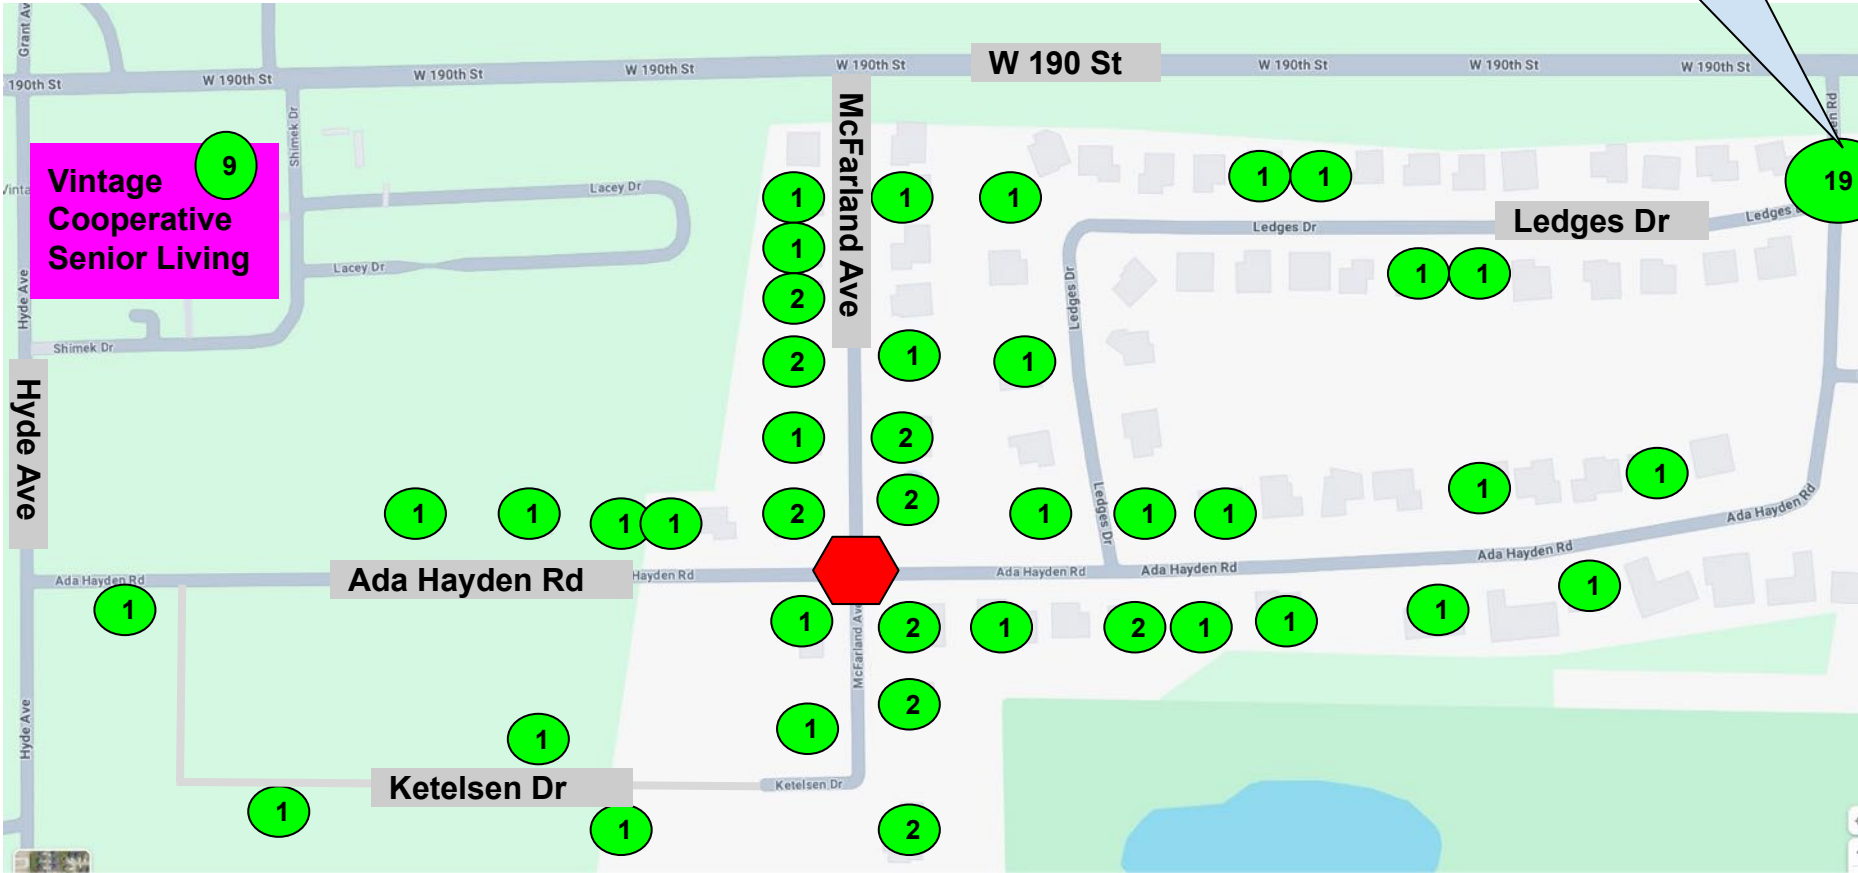 Grant Av
190th St
W 190th St
W 190th St
W 190th St
W 190th St
W 190 St
W 190th St
W 190th St
W 190th St
Shimek Dr
McFarland Ave
9
Vintage
Cooperative
Senior Living
Vinta
Lacey Dr
Lacey Dr
Shimek Dr
Hyde Ave
Hyde Ave
1
1
1
1
1
19
en Rd
Ledges Dr
Ledges Dr
Ledges
1
1
1
2
Ledges Dr
2
1
1
1
2
1
1
1
1
1
1
2
2
1
1
1
Ledges Dr
Ada Hayden Rd
Ada Hayden Rd
Ada Hayden Rd
Hayden Rd
Ada Hayden Rd
Ada Hayden Rd
Ada Hayden Rd
1
1
2
1
2
1
1
1
1
McFarland Ave
2
1
1
Hyde Ave
Ketelsen Dr
Ketelsen Dr
1
1
2